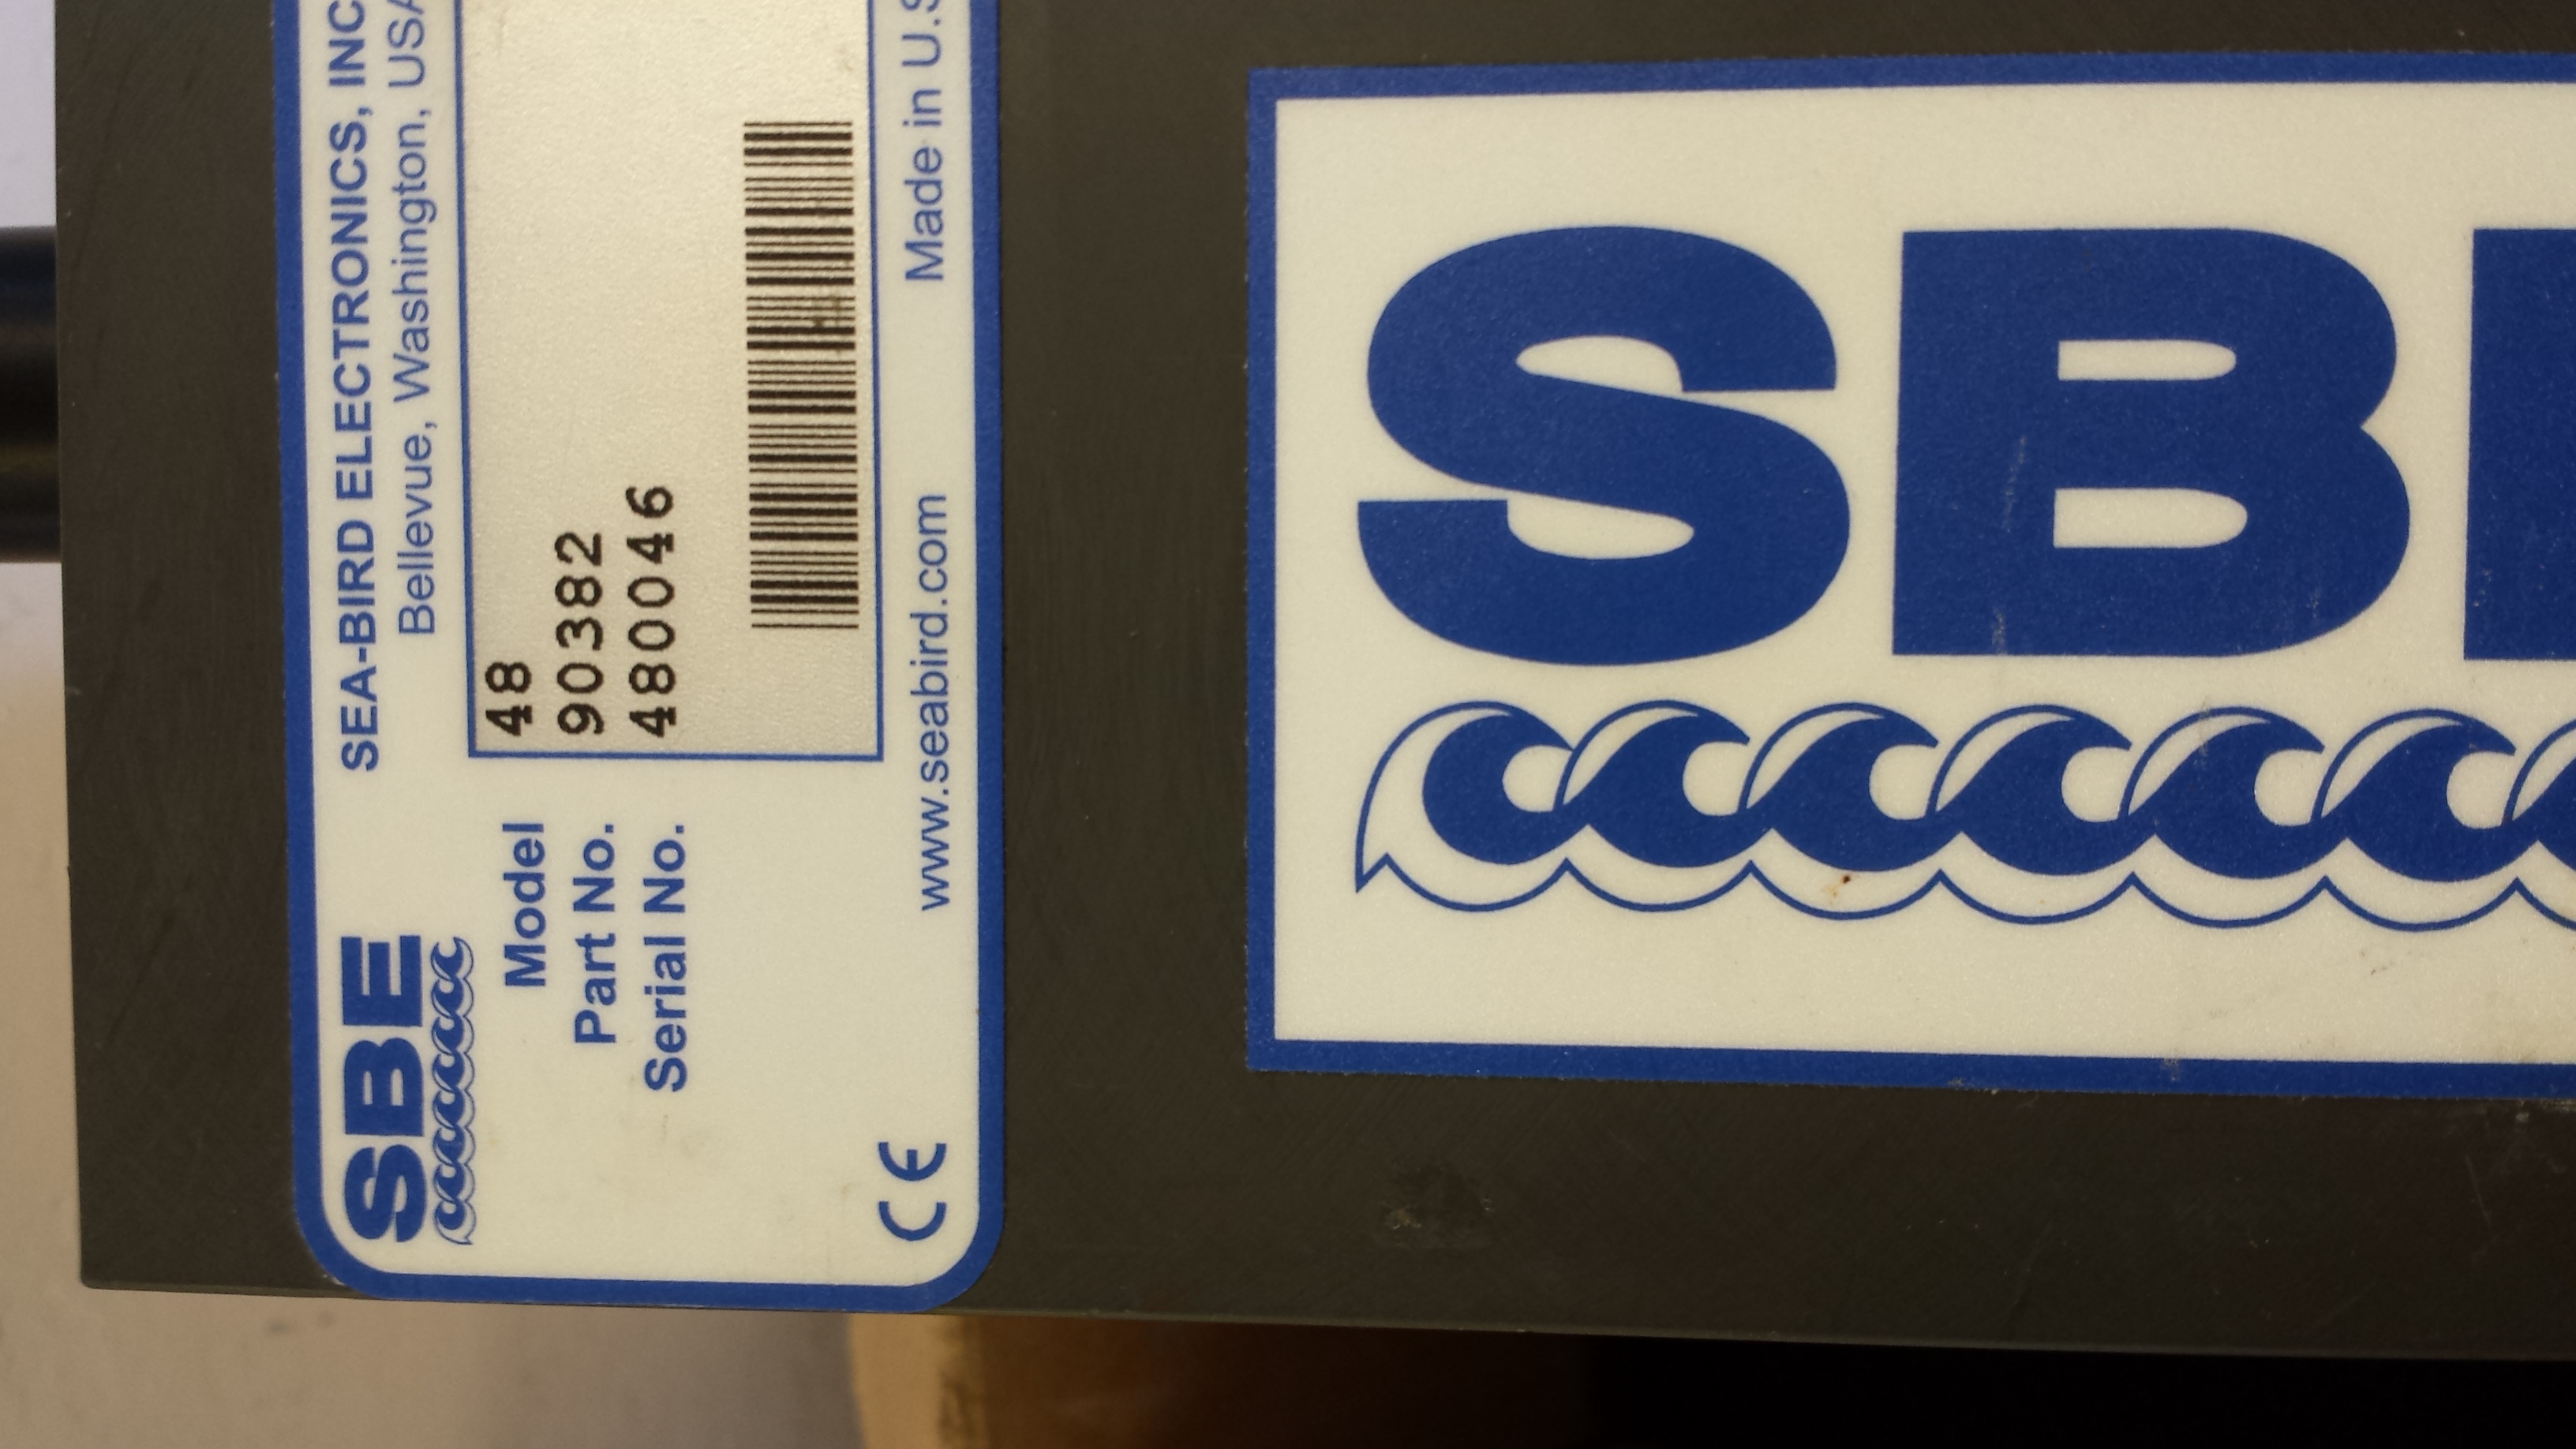 SBE
SEA-BIRD ELECTRONICS, INC
Bellevue, Washington, USA
Model 48
Part No. 90382
Serial No. 480046
CE www.seabird.com Made in U.S
SB